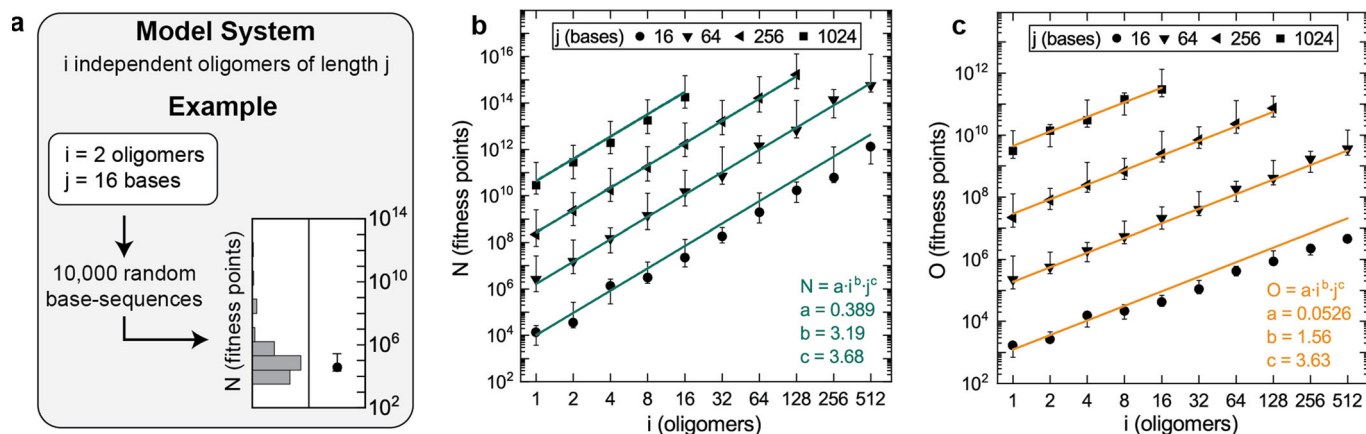 a
Model System
i independent oligomers of length j
Example
i = 2 oligomers
j = 16 bases
10,000 random
base-sequences
N (fitness points)
10^14
10^10
10^6
10^2
b
j (bases) 16 64 256 1024
N (fitness points)
10^16
10^14
10^12
10^10
10^8
10^6
10^4
10^2
N = a·i^b·j^c
a = 0.389
b = 3.19
c = 3.68
1 2 4 8 16 32 64 128 256 512
i (oligomers)
c
j (bases) 16 64 256 1024
O (fitness points)
10^12
10^10
10^8
10^6
10^4
10^2
O = a·i^b·j^c
a = 0.0526
b = 1.56
c = 3.63
1 2 4 8 16 32 64 128 256 512
i (oligomers)